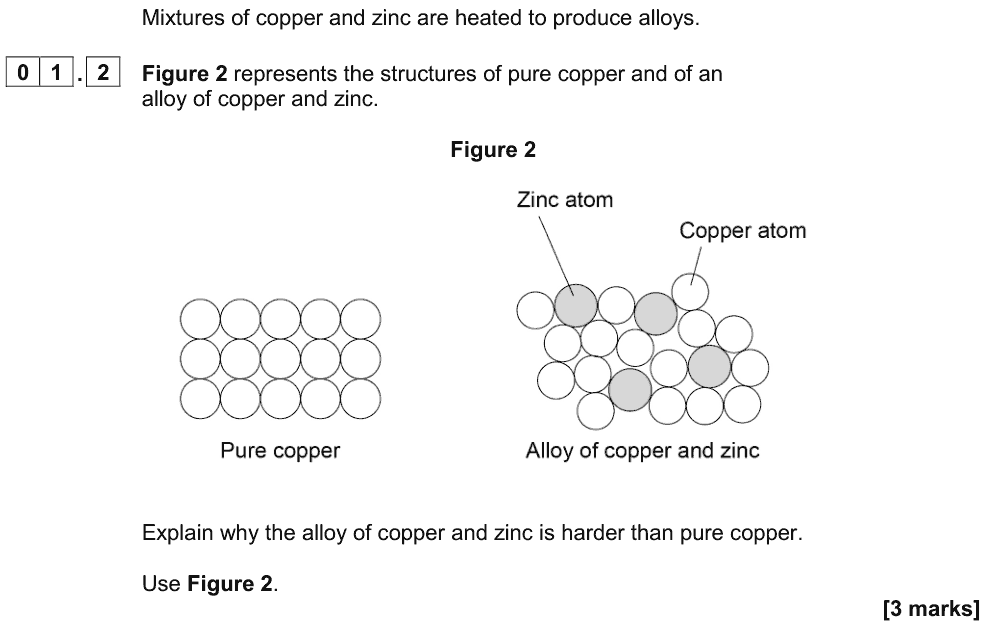 Mixtures of copper and zinc are heated to produce alloys.
0 1 . 2 Figure 2 represents the structures of pure copper and of an
alloy of copper and zinc.
Figure 2
Zinc atom
Copper atom
Pure copper
Alloy of copper and zinc
Explain why the alloy of copper and zinc is harder than pure copper.
Use Figure 2.
[3 marks]